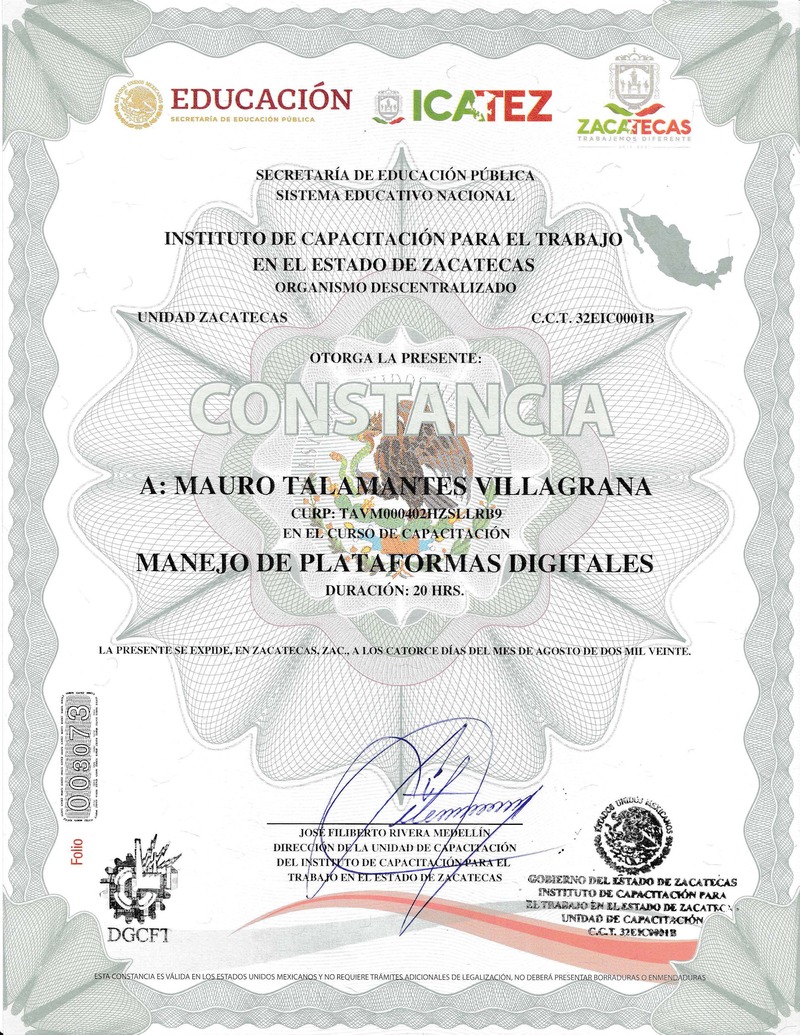 EDUCACIÓN
SECRETARÍA DE EDUCACIÓN PÚBLICA
ICATEZ
ZACATECAS
TRABAJEMOS DIFERENTE
SECRETARÍA DE EDUCACIÓN PÚBLICA
SISTEMA EDUCATIVO NACIONAL
INSTITUTO DE CAPACITACIÓN PARA EL TRABAJO
EN EL ESTADO DE ZACATECAS
ORGANISMO DESCENTRALIZADO
UNIDAD ZACATECAS C.C.T. 32EIC0001B
OTORGA LA PRESENTE:
CONSTANCIA
A: MAURO TALAMANTES VILLAGRANA
CURP: TAVM000402HZSLLRB9
EN EL CURSO DE CAPACITACIÓN
MANEJO DE PLATAFORMAS DIGITALES
DURACIÓN: 20 HRS.
LA PRESENTE SE EXPIDE, EN ZACATECAS, ZAC., A LOS CATORCE DÍAS DEL MES DE AGOSTO DE DOS MIL VEINTE.
Folio 003073
JOSÉ FILIBERTO RIVERA MEDELLÍN
DIRECCIÓN DE LA UNIDAD DE CAPACITACIÓN
DEL INSTITUTO DE CAPACITACIÓN PARA EL
TRABAJO EN EL ESTADO DE ZACATECAS
DGCFT
ESTADOS UNIDOS MEXICANOS
GOBIERNO DEL ESTADO DE ZACATECAS
INSTITUTO DE CAPACITACIÓN PARA
EL TRABAJO EN EL ESTADO DE ZACATEC
UNIDAD DE CAPACITACIÓN
C.C.T. 32EIC0001B
ESTA CONSTANCIA ES VÁLIDA EN LOS ESTADOS UNIDOS MEXICANOS Y NO REQUIERE TRÁMITES ADICIONALES DE LEGALIZACIÓN, NO DEBERÁ PRESENTAR BORRADURAS O ENMENDADURAS